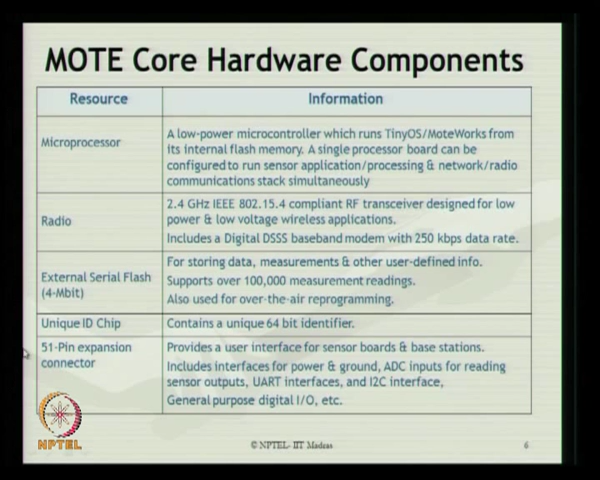 MOTE Core Hardware Components
Resource
Information
Microprocessor
A low-power microcontroller which runs TinyOS/MoteWorks from
its internal flash memory. A single processor board can be
configured to run sensor application/processing & network/radio
communications stack simultaneously
Radio
2.4 GHz IEEE 802.15.4 compliant RF transceiver designed for low
power & low voltage wireless applications.
Includes a Digital DSSS baseband modem with 250 kbps data rate.
External Serial Flash
(4-Mbit)
For storing data, measurements & other user-defined info.
Supports over 100,000 measurement readings.
Also used for over-the-air reprogramming.
Unique ID Chip
Contains a unique 64 bit identifier.
51-Pin expansion
connector
Provides a user interface for sensor boards & base stations.
Includes interfaces for power & ground, ADC inputs for reading
sensor outputs, UART interfaces, and I2C interface,
General purpose digital I/O, etc.
NPTEL
© NPTEL- IIT Madras
6